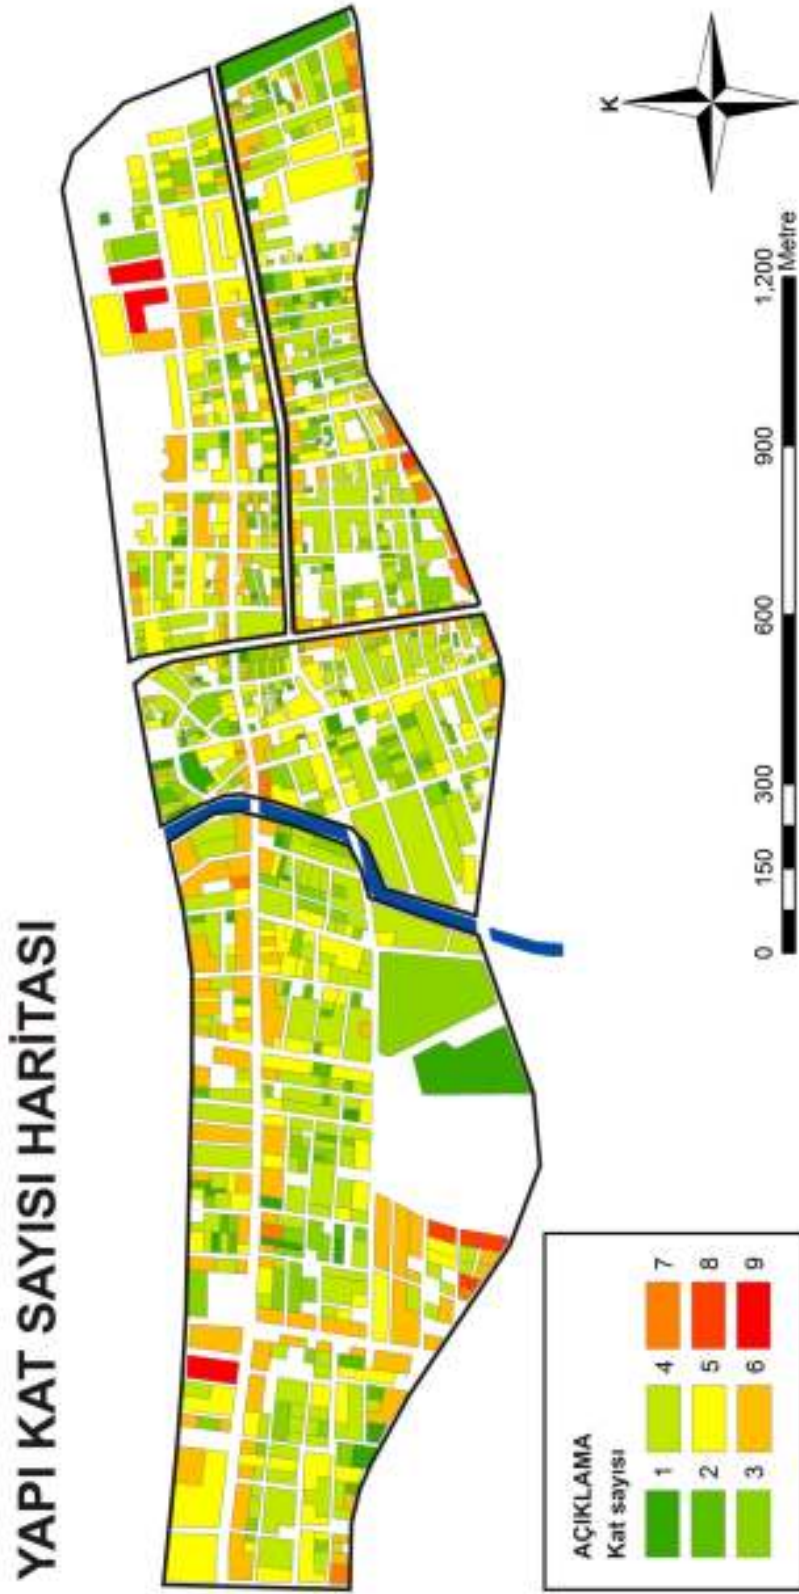 YAPI KAT SAYISI HARİTASI
K
0 150 300 600 900 1,200
Metre
AÇIKLAMA
Kat sayısı
1 4 7
2 5 8
3 6 9